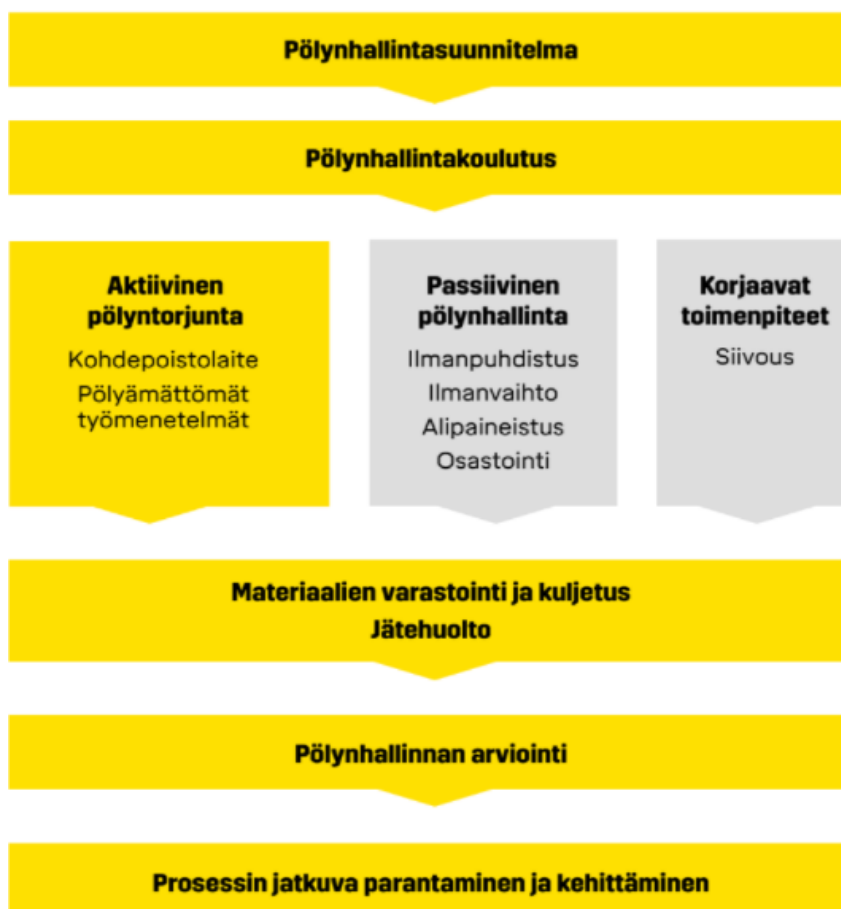 Pölynhallintasuunnitelma
Pölynhallintakoulutus
Aktiivinen
pölyntorjunta
Kohdepoistolaite
Pölyämättömät
työmenetelmät
Passiivinen
pölynhallinta
Ilmanpuhdistus
Ilmanvaihto
Alipaineistus
Osastointi
Korjaavat
toimenpiteet
Siivous
Materiaalien varastointi ja kuljetus
Jätehuolto
Pölynhallinnan arviointi
Prosessin jatkuva parantaminen ja kehittäminen